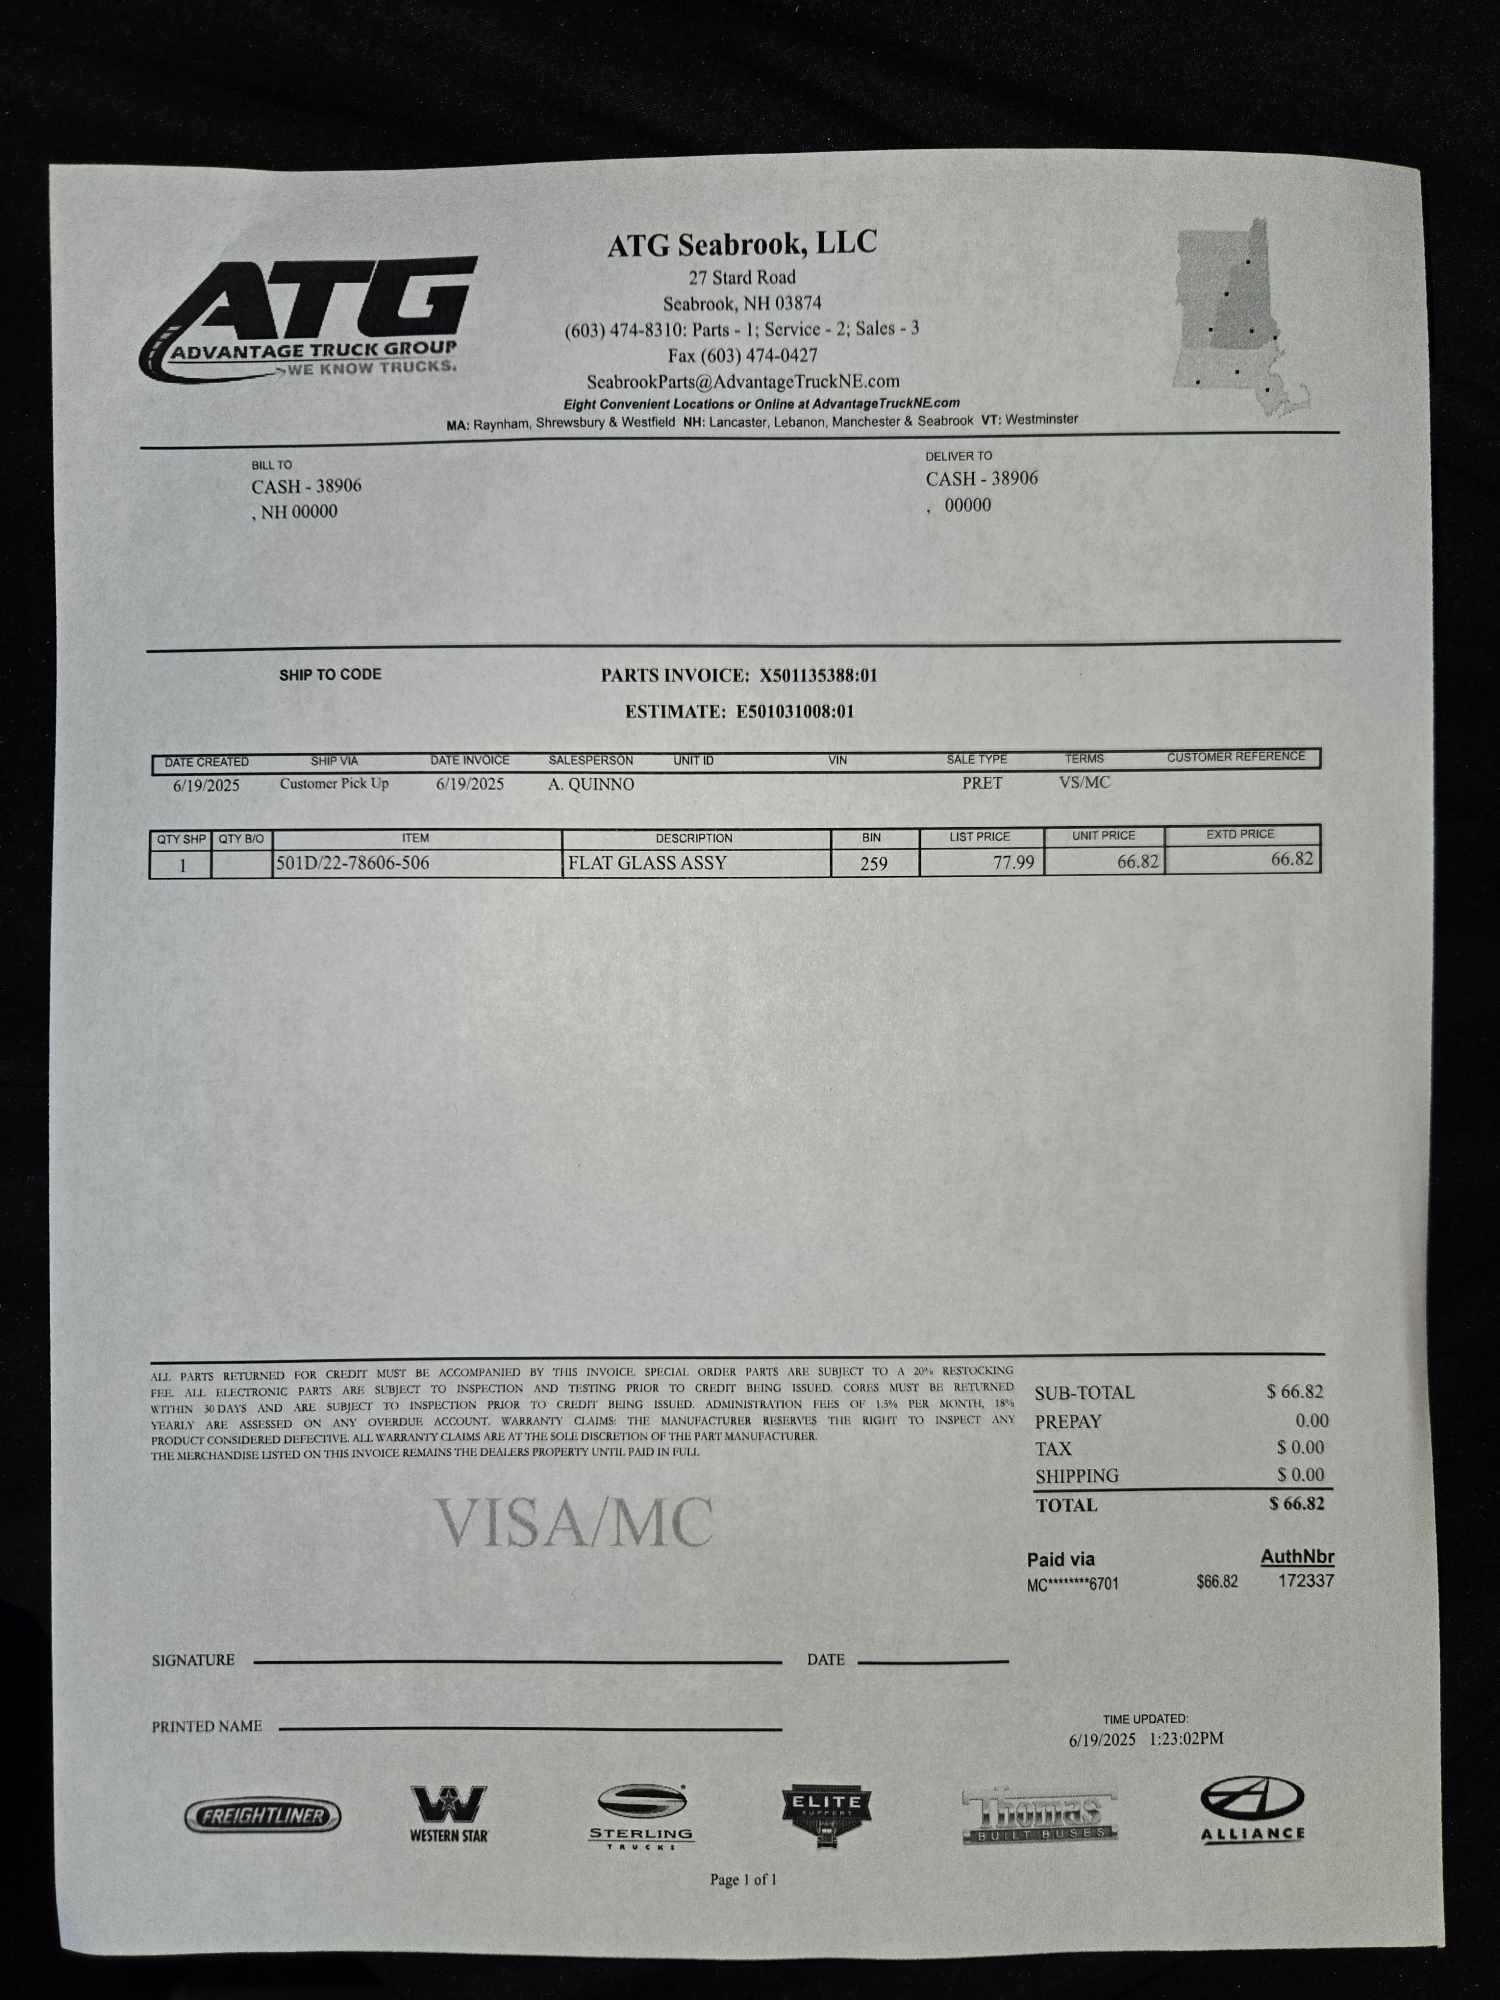 ATG
ADVANTAGE TRUCK GROUP
WE KNOW TRUCKS.
ATG Seabrook, LLC
27 Stard Road
Seabrook, NH 03874
(603) 474-8310: Parts - 1; Service - 2; Sales - 3
Fax (603) 474-0427
SeabrookParts@AdvantageTruckNE.com
Eight Convenient Locations or Online at AdvantageTruckNE.com
MA: Raynham, Shrewsbury & Westfield NH: Lancaster, Lebanon, Manchester & Seabrook VT: Westminster
BILL TO
CASH - 38906
, NH 00000
DELIVER TO
CASH - 38906
, 00000
SHIP TO CODE
PARTS INVOICE: X501135388:01
ESTIMATE: E501031008:01
DATE CREATED SHIP VIA DATE INVOICE SALESPERSON UNIT ID VIN SALE TYPE TERMS CUSTOMER REFERENCE
6/19/2025 Customer Pick Up 6/19/2025 A. QUINNO PRET VS/MC
QTY SHP QTY B/O ITEM DESCRIPTION BIN LIST PRICE UNIT PRICE EXTD PRICE
1 501D/22-78606-506 FLAT GLASS ASSY 259 77.99 66.82 66.82
ALL PARTS RETURNED FOR CREDIT MUST BE ACCOMPANIED BY THIS INVOICE. SPECIAL ORDER PARTS ARE SUBJECT TO A 20% RESTOCKING
FEE. ALL ELECTRONIC PARTS ARE SUBJECT TO INSPECTION AND TESTING PRIOR TO CREDIT BEING ISSUED. CORES MUST BE RETURNED
WITHIN 30 DAYS AND ARE SUBJECT TO INSPECTION PRIOR TO CREDIT BEING ISSUED. ADMINISTRATION FEES OF 1.5% PER MONTH, 18%
YEARLY ARE ASSESSED ON ANY OVERDUE ACCOUNT. WARRANTY CLAIMS: THE MANUFACTURER RESERVES THE RIGHT TO INSPECT ANY
PRODUCT CONSIDERED DEFECTIVE. ALL WARRANTY CLAIMS ARE AT THE SOLE DISCRETION OF THE PART MANUFACTURER.
THE MERCHANDISE LISTED ON THIS INVOICE REMAINS THE DEALERS PROPERTY UNTIL PAID IN FULL.
SUB-TOTAL $ 66.82
PREPAY 0.00
TAX $ 0.00
SHIPPING $ 0.00
TOTAL $ 66.82
VISA/MC
Paid via AuthNbr
MC********6701 $66.82 172337
SIGNATURE DATE
PRINTED NAME
TIME UPDATED:
6/19/2025 1:23:02PM
FREIGHTLINER
WESTERN STAR
STERLING
TRUCKS
ELITE
SUPPORT
Thomas
BUILT BUSES
ALLIANCE
Page 1 of 1